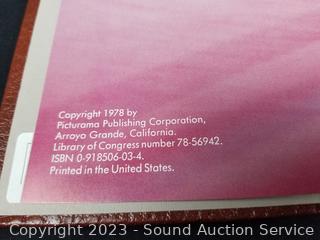 Copyright 1978 by
Picturama Publishing Corporation,
Arroyo Grande, California.
Library of Congress number 78-56942.
ISBN 0-918506-03-4.
Printed in the United States.
Copyright 2023 - Sound Auction Service